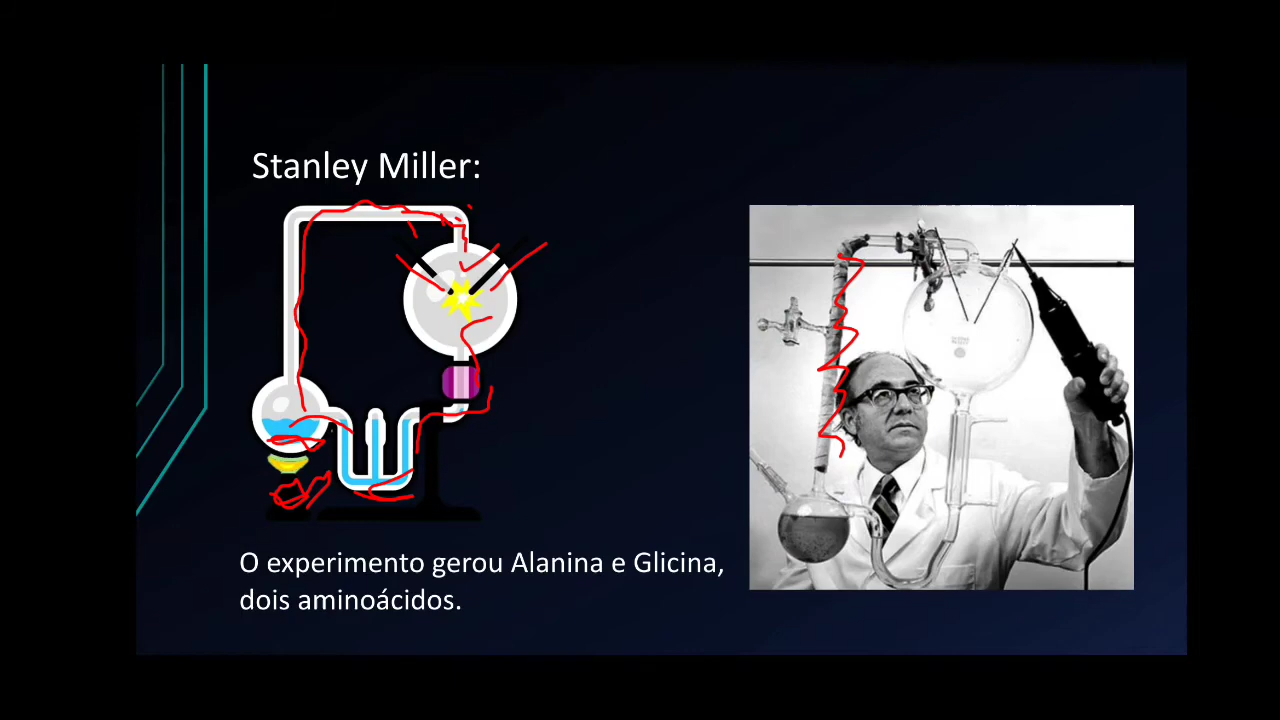 Stanley Miller:
O experimento gerou Alanina e Glicina,
dois aminoácidos.